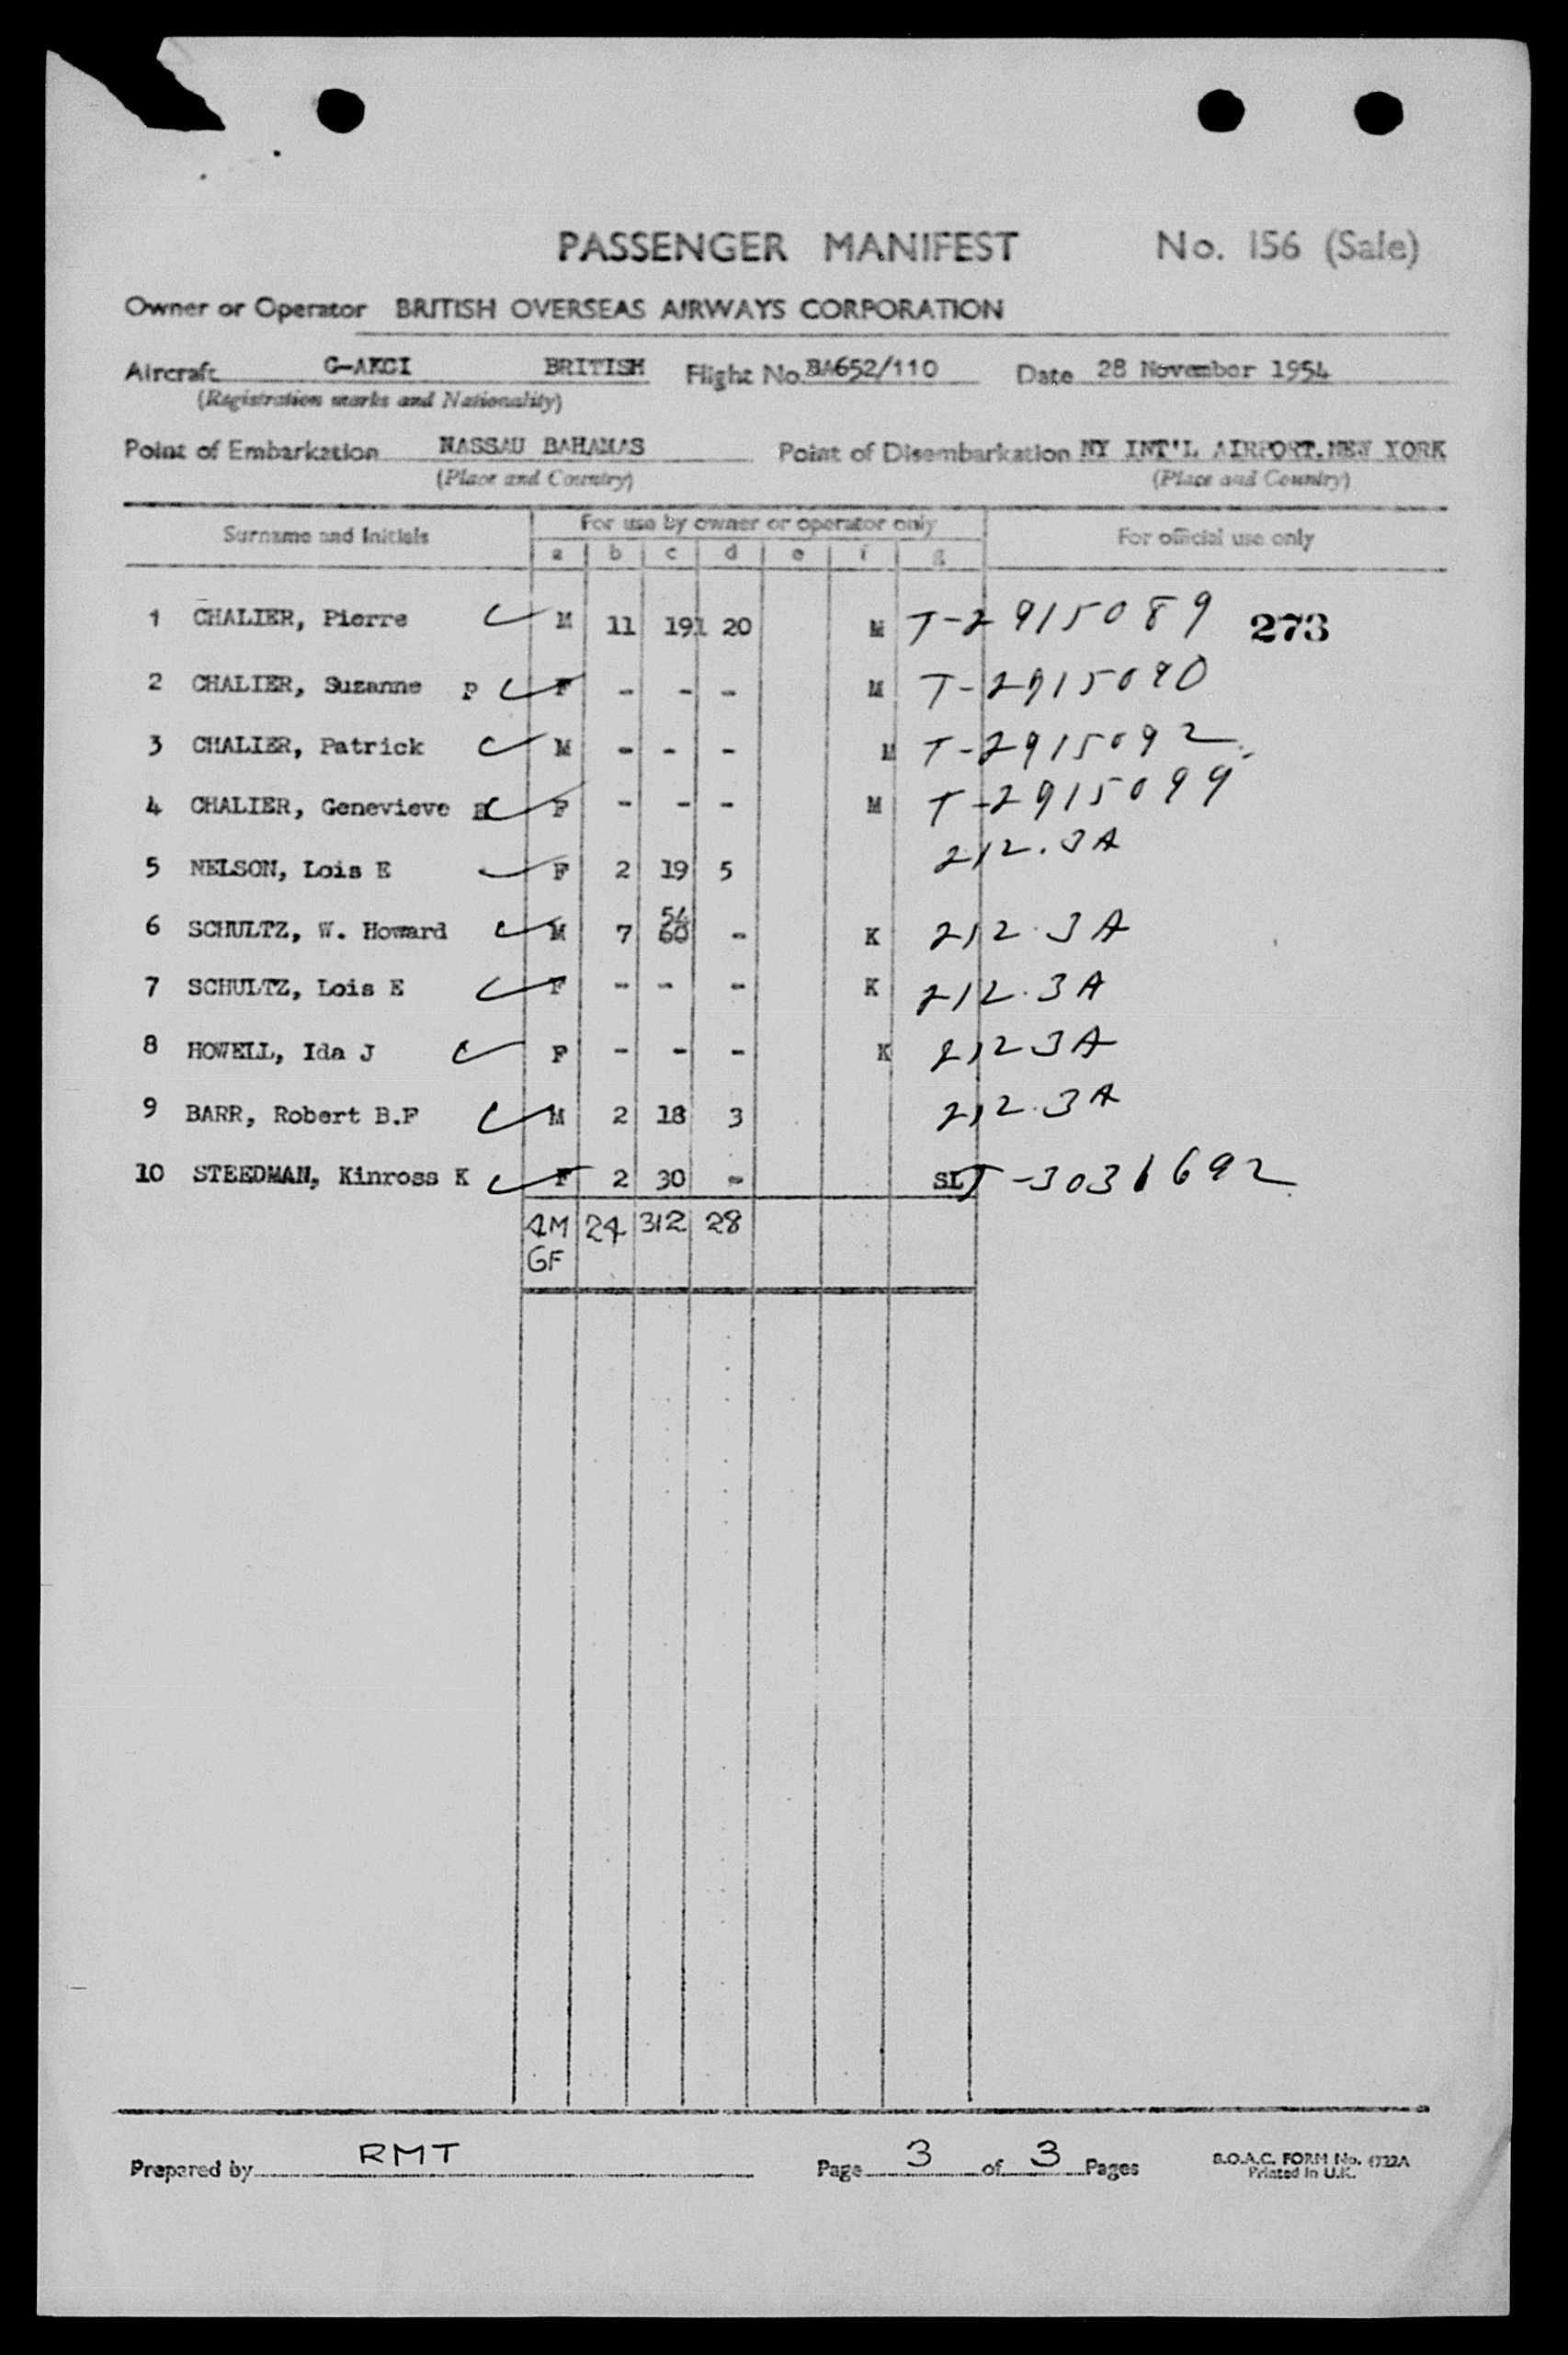 PASSENGER MANIFEST No. 156 (Sale)
Owner or Operator BRITISH OVERSEAS AIRWAYS CORPORATION
Aircraft G-AKCI BRITISH Flight No. BA652/110 Date 28 November 1954
(Registration marks and Nationality)
Point of Embarkation NASSAU BAHAMAS Point of Disembarkation NY INT'L AIRPORT.NEW YORK
(Place and Country) (Place and Country)
Surname and Initials For use by owner or operator only For official use only
a b c d e f g
1 CHALIER, Pierre M 11 191 20 M T-2915089 273
2 CHALIER, Suzanne P F - - - M T-2915090
3 CHALIER, Patrick M - - - M T-2915092
4 CHALIER, Genevieve F - - - M T-2915099
5 NELSON, Lois E F 2 19 5 212.3A
6 SCHULTZ, W. Howard M 7 54 60 - K 212.3A
7 SCHULTZ, Lois E F - - - K 212.3A
8 HOWELL, Ida J F - - - K 212 3A
9 BARR, Robert B.F M 2 18 3 212.3A
10 STEEDMAN, Kinross K F 2 30 - SL T-3031692
4M 24 312 28
6F
Prepared by RMT Page 3 of 3 Pages B.O.A.C. FORM No. 4722A
Printed in U.K.